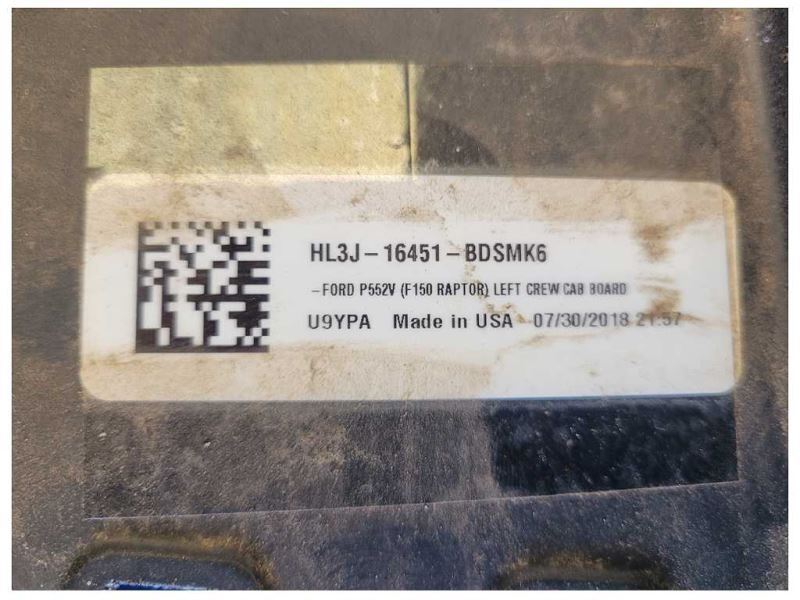 HL3J-16451-BDSMK6
-FORD P552V (F150 RAPTOR) LEFT CREW CAB BOARD
U9YPA Made in USA 07/30/2018 21:57